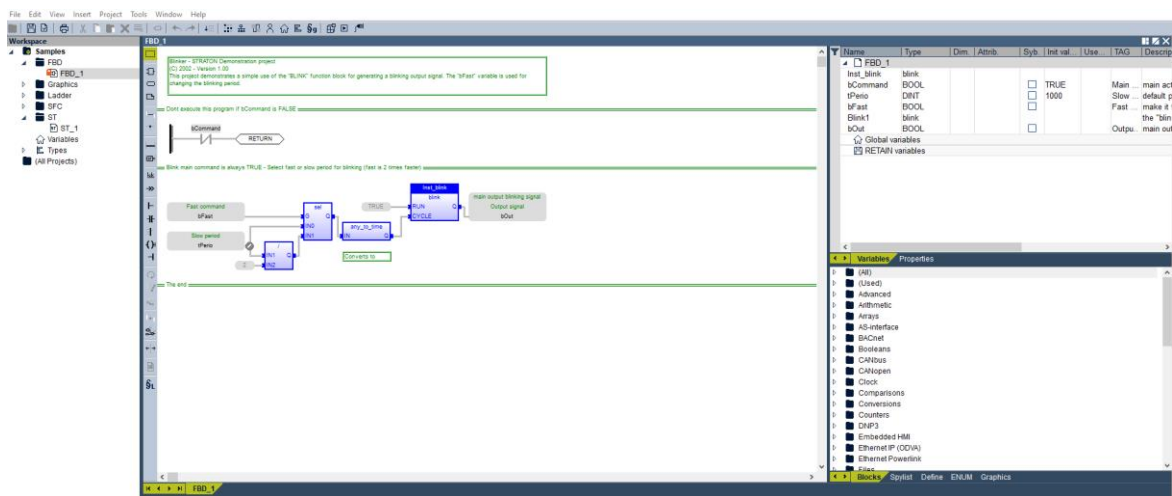 File Edit View Insert Project Tools Window Help
Workspace
Samples
FBD
FBD_1
Graphics
Ladder
SFC
ST
ST_1
Variables
Types
(All Projects)
FBD_1
Blinker - STRATON Demonstration project
(C) 2002 - Version 1.00
This project demonstrates a simple use of the "BLINK" function block for generating a blinking output signal. The "bFast" variable is used for
changing the blinking period.
Dont execute this program if bCommand is FALSE
bCommand
RETURN
Blink main command is always TRUE - Select fast or slow period for blinking (fast is 2 times faster)
Inst_blink
blink
TRUE
RUN Q
CYCLE
main output blinking signal
Output signal
bOut
Fast command
bFast
sel
G Q
IN0
IN1
any_to_time
IN Q
Slow period
tPerio
/
IN1 Q
IN2
2
Converts to
The end
FBD_1
Name Type Dim. Attrib. Syb. Init val... Use... TAG Descrip
FBD_1
Inst_blink blink
bCommand BOOL TRUE Main ... main act
tPerio DINT 1000 Slow ... default p
bFast BOOL Fast ... make it
Blink1 blink the "blin
bOut BOOL Outpu... main out
Global variables
RETAIN variables
Variables Properties
(All)
(Used)
Advanced
Arithmetic
Arrays
AS-interface
BACnet
Booleans
CANbus
CANopen
Clock
Comparisons
Conversions
Counters
DNP3
Embedded HMI
EthernetIP (ODVA)
Ethernet Powerlink
Files
Blocks Spylist Define ENUM Graphics